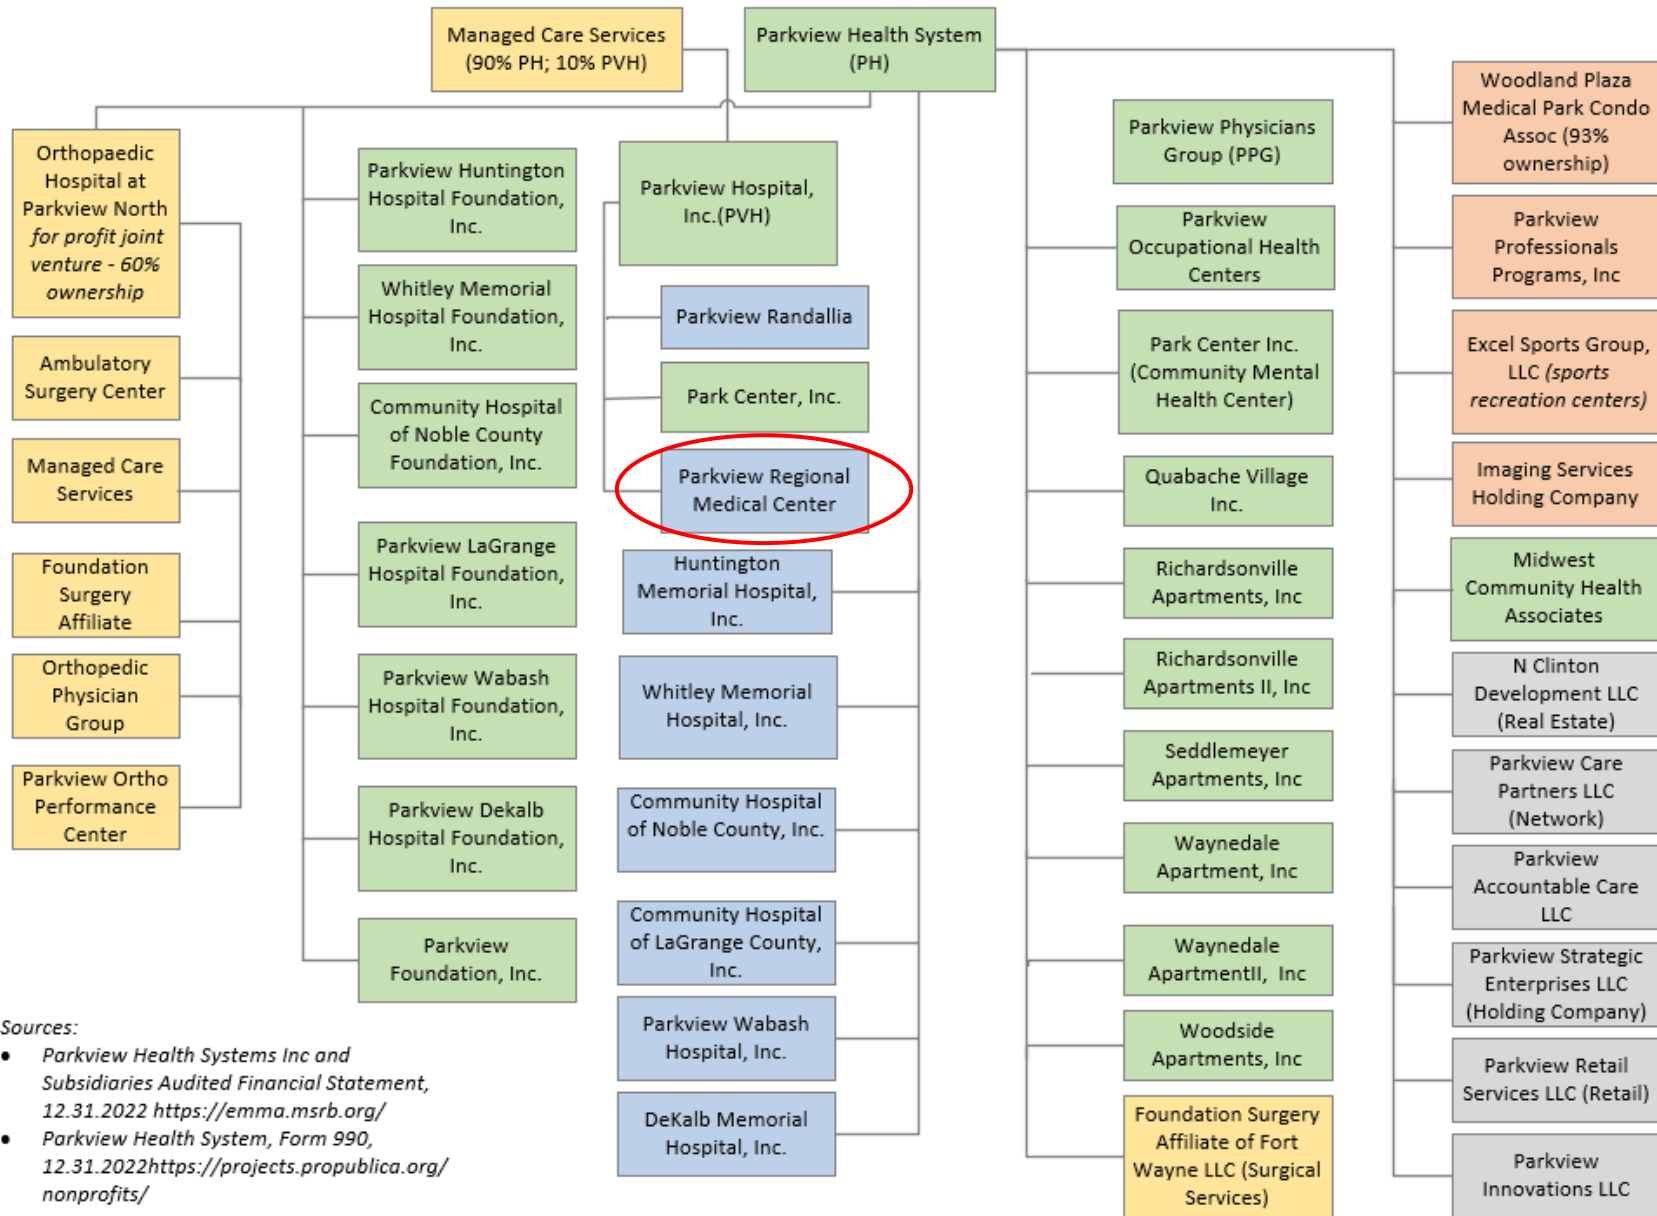 Managed Care Services
(90% PH; 10% PVH)
Parkview Health System
(PH)
Orthopaedic
Hospital at
Parkview North
for profit joint
venture - 60%
ownership
Ambulatory
Surgery Center
Managed Care
Services
Foundation
Surgery
Affiliate
Orthopedic
Physician
Group
Parkview Ortho
Performance
Center
Parkview Huntington
Hospital Foundation,
Inc.
Whitley Memorial
Hospital Foundation,
Inc.
Community Hospital
of Noble County
Foundation, Inc.
Parkview LaGrange
Hospital Foundation,
Inc.
Parkview Wabash
Hospital Foundation,
Inc.
Parkview Dekalb
Hospital Foundation,
Inc.
Parkview
Foundation, Inc.
Parkview Hospital,
Inc.(PVH)
Parkview Randallia
Park Center, Inc.
Parkview Regional
Medical Center
Huntington
Memorial Hospital,
Inc.
Whitley Memorial
Hospital, Inc.
Community Hospital
of Noble County, Inc.
Community Hospital
of LaGrange County,
Inc.
Parkview Wabash
Hospital, Inc.
DeKalb Memorial
Hospital, Inc.
Parkview Physicians
Group (PPG)
Parkview
Occupational Health
Centers
Park Center Inc.
(Community Mental
Health Center)
Quabache Village
Inc.
Richardsonville
Apartments, Inc
Richardsonville
Apartments II, Inc
Seddlemeyer
Apartments, Inc
Waynedale
Apartment, Inc
Waynedale
ApartmentII, Inc
Woodside
Apartments, Inc
Foundation Surgery
Affiliate of Fort
Wayne LLC (Surgical
Services)
Woodland Plaza
Medical Park Condo
Assoc (93%
ownership)
Parkview
Professionals
Programs, Inc
Excel Sports Group,
LLC (sports
recreation centers)
Imaging Services
Holding Company
Midwest
Community Health
Associates
N Clinton
Development LLC
(Real Estate)
Parkview Care
Partners LLC
(Network)
Parkview
Accountable Care
LLC
Parkview Strategic
Enterprises LLC
(Holding Company)
Parkview Retail
Services LLC (Retail)
Parkview
Innovations LLC
Sources:
• Parkview Health Systems Inc and
Subsidiaries Audited Financial Statement,
12.31.2022 https://emma.msrb.org/
• Parkview Health System, Form 990,
12.31.2022https://projects.propublica.org/
nonprofits/